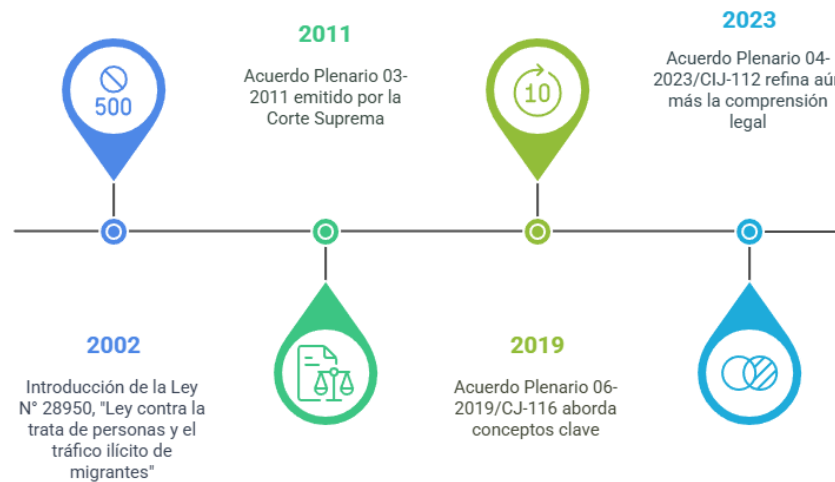 500
2002
Introducción de la Ley
N° 28950, "Ley contra la
trata de personas y el
tráfico ilícito de
migrantes"
2011
Acuerdo Plenario 03-
2011 emitido por la
Corte Suprema
10
2019
Acuerdo Plenario 06-
2019/CJ-116 aborda
conceptos clave
2023
Acuerdo Plenario 04-
2023/CIJ-112 refina aún
más la comprensión
legal